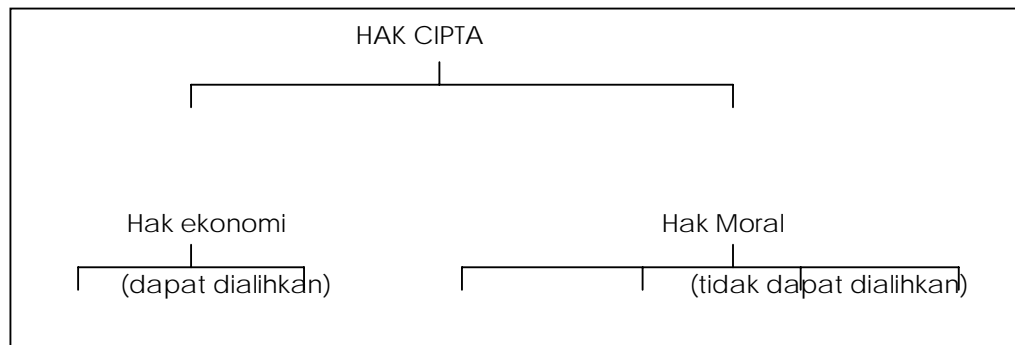 HAK CIPTA
Hak ekonomi
Hak Moral
(dapat dialihkan)
(tidak dapat dialihkan)